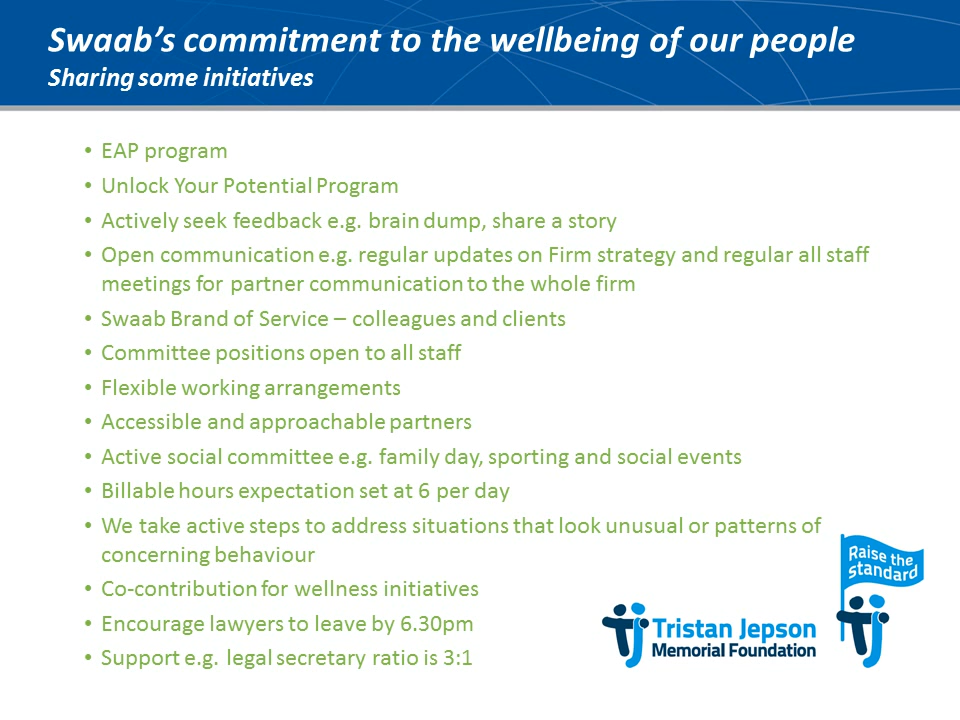 Swaab's commitment to the wellbeing of our people
Sharing some initiatives
• EAP program
• Unlock Your Potential Program
• Actively seek feedback e.g. brain dump, share a story
• Open communication e.g. regular updates on Firm strategy and regular all staff
meetings for partner communication to the whole firm
• Swaab Brand of Service – colleagues and clients
• Committee positions open to all staff
• Flexible working arrangements
• Accessible and approachable partners
• Active social committee e.g. family day, sporting and social events
• Billable hours expectation set at 6 per day
• We take active steps to address situations that look unusual or patterns of
concerning behaviour
• Co-contribution for wellness initiatives
• Encourage lawyers to leave by 6.30pm
• Support e.g. legal secretary ratio is 3:1
Raise the
standard
tj Tristan Jepson
Memorial Foundation
tj